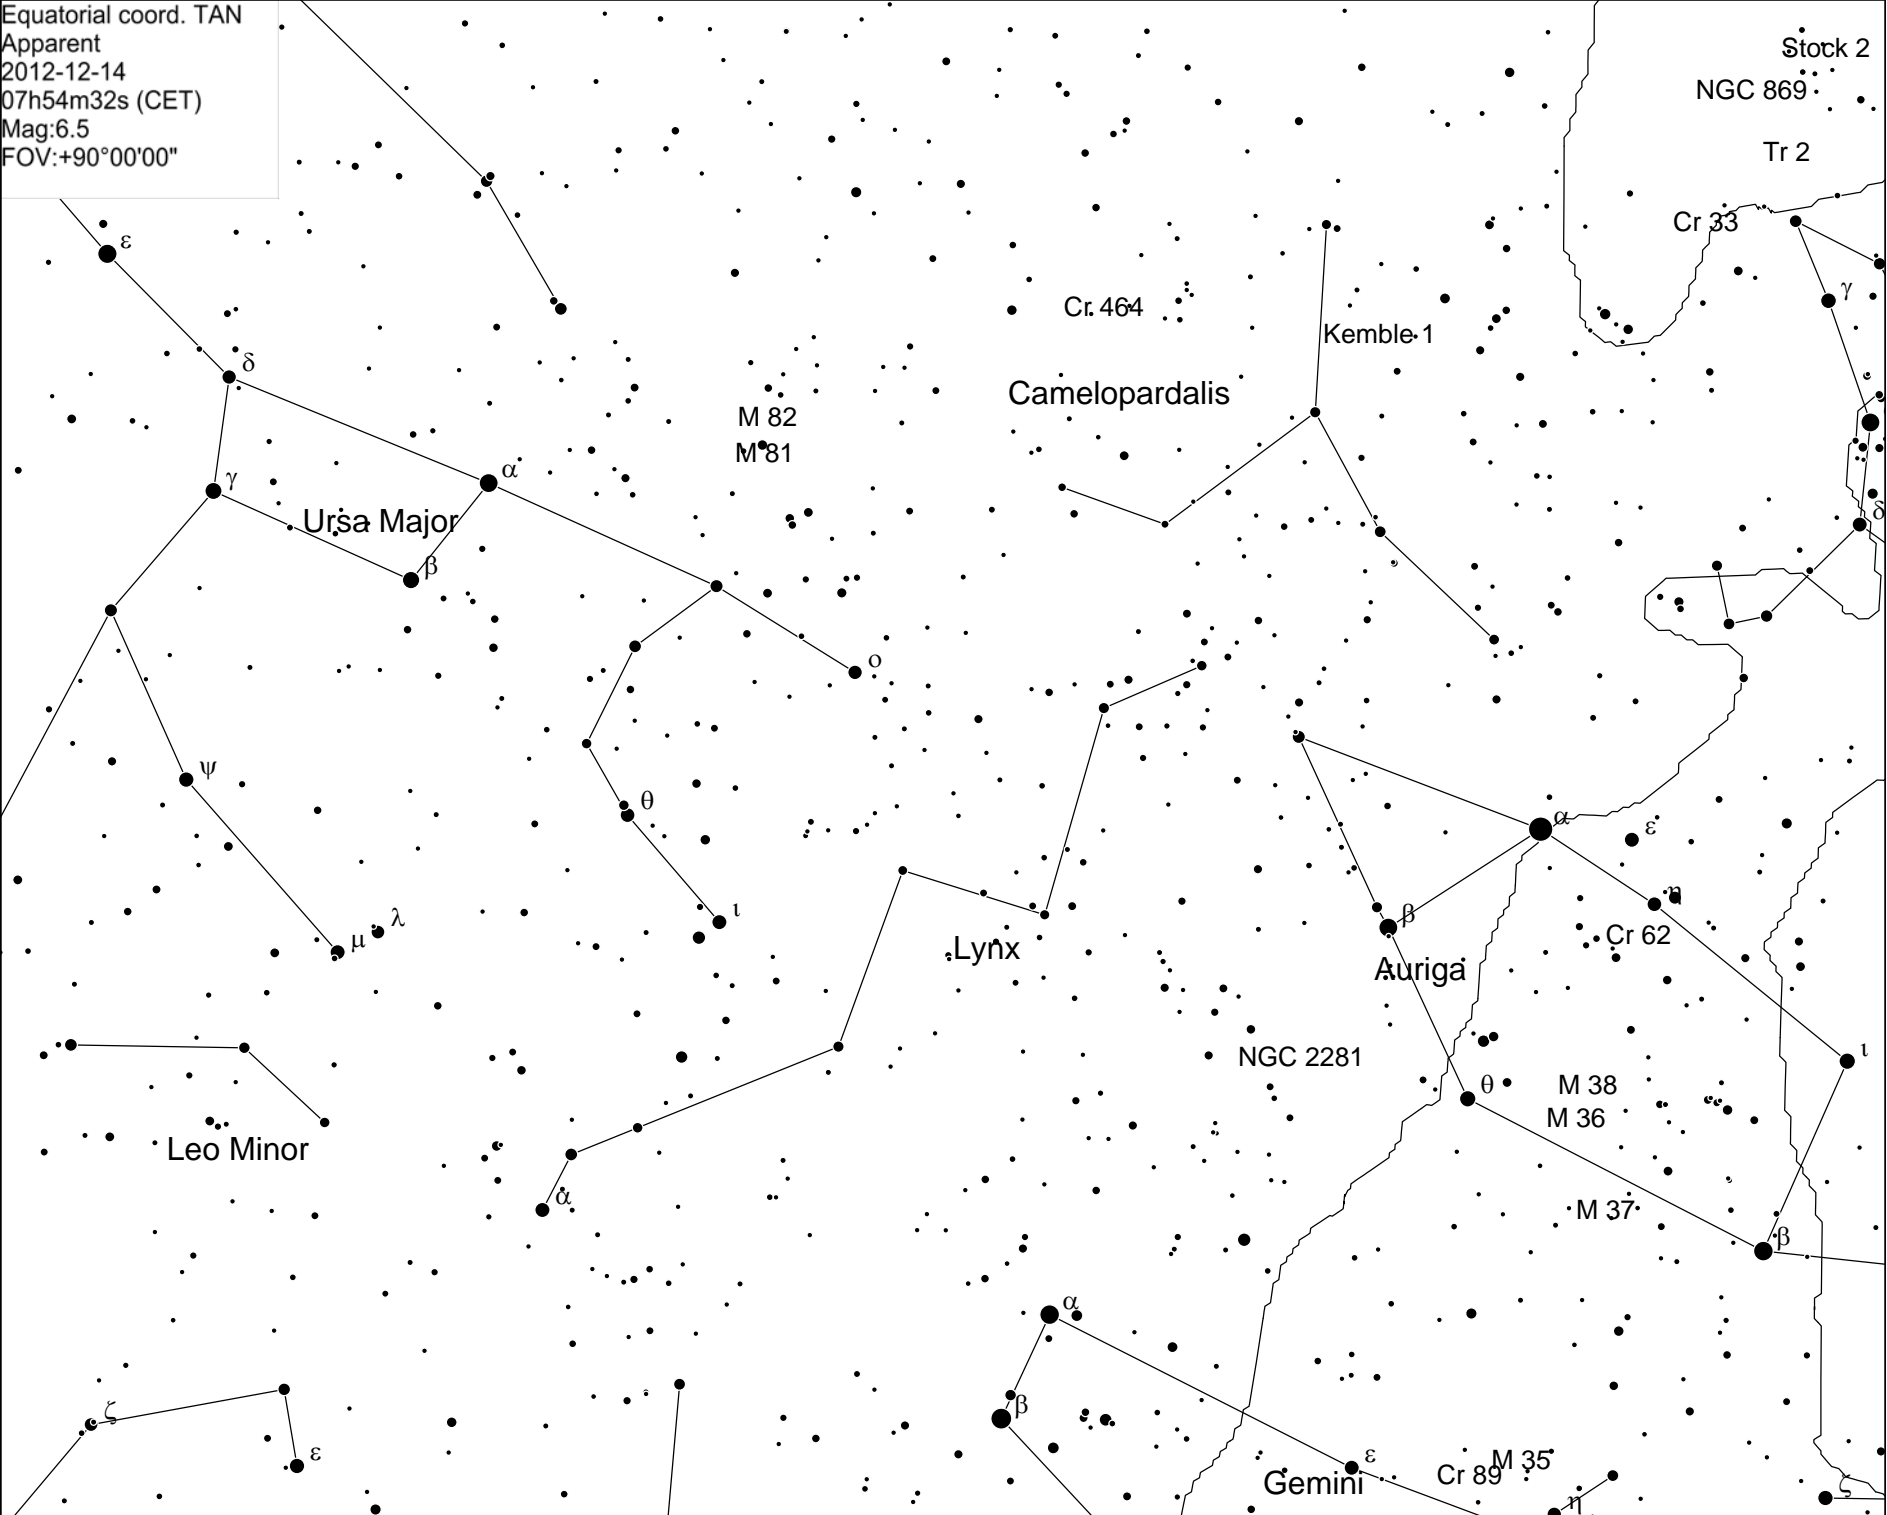 Equatorial coord. TAN
Apparent
2012-12-14
07h54m32s (CET)
Mag:6.5
FOV:+90°00'00"
Stock 2
NGC 869
Tr 2
Cr 33
ε
γ
Cr 464
Kemble 1
δ
Camelopardalis
M 82
M 81
α
γ
Ursa Major
δ
β
ο
ψ
θ
α
ε
η
λ
ι
β
μ
Cr 62
Lynx
Auriga
ι
NGC 2281
θ
M 38
M 36
Leo Minor
α
M 37
β
α
β
ζ
ε
ε
M 35
Cr 89
Gemini
ζ
η